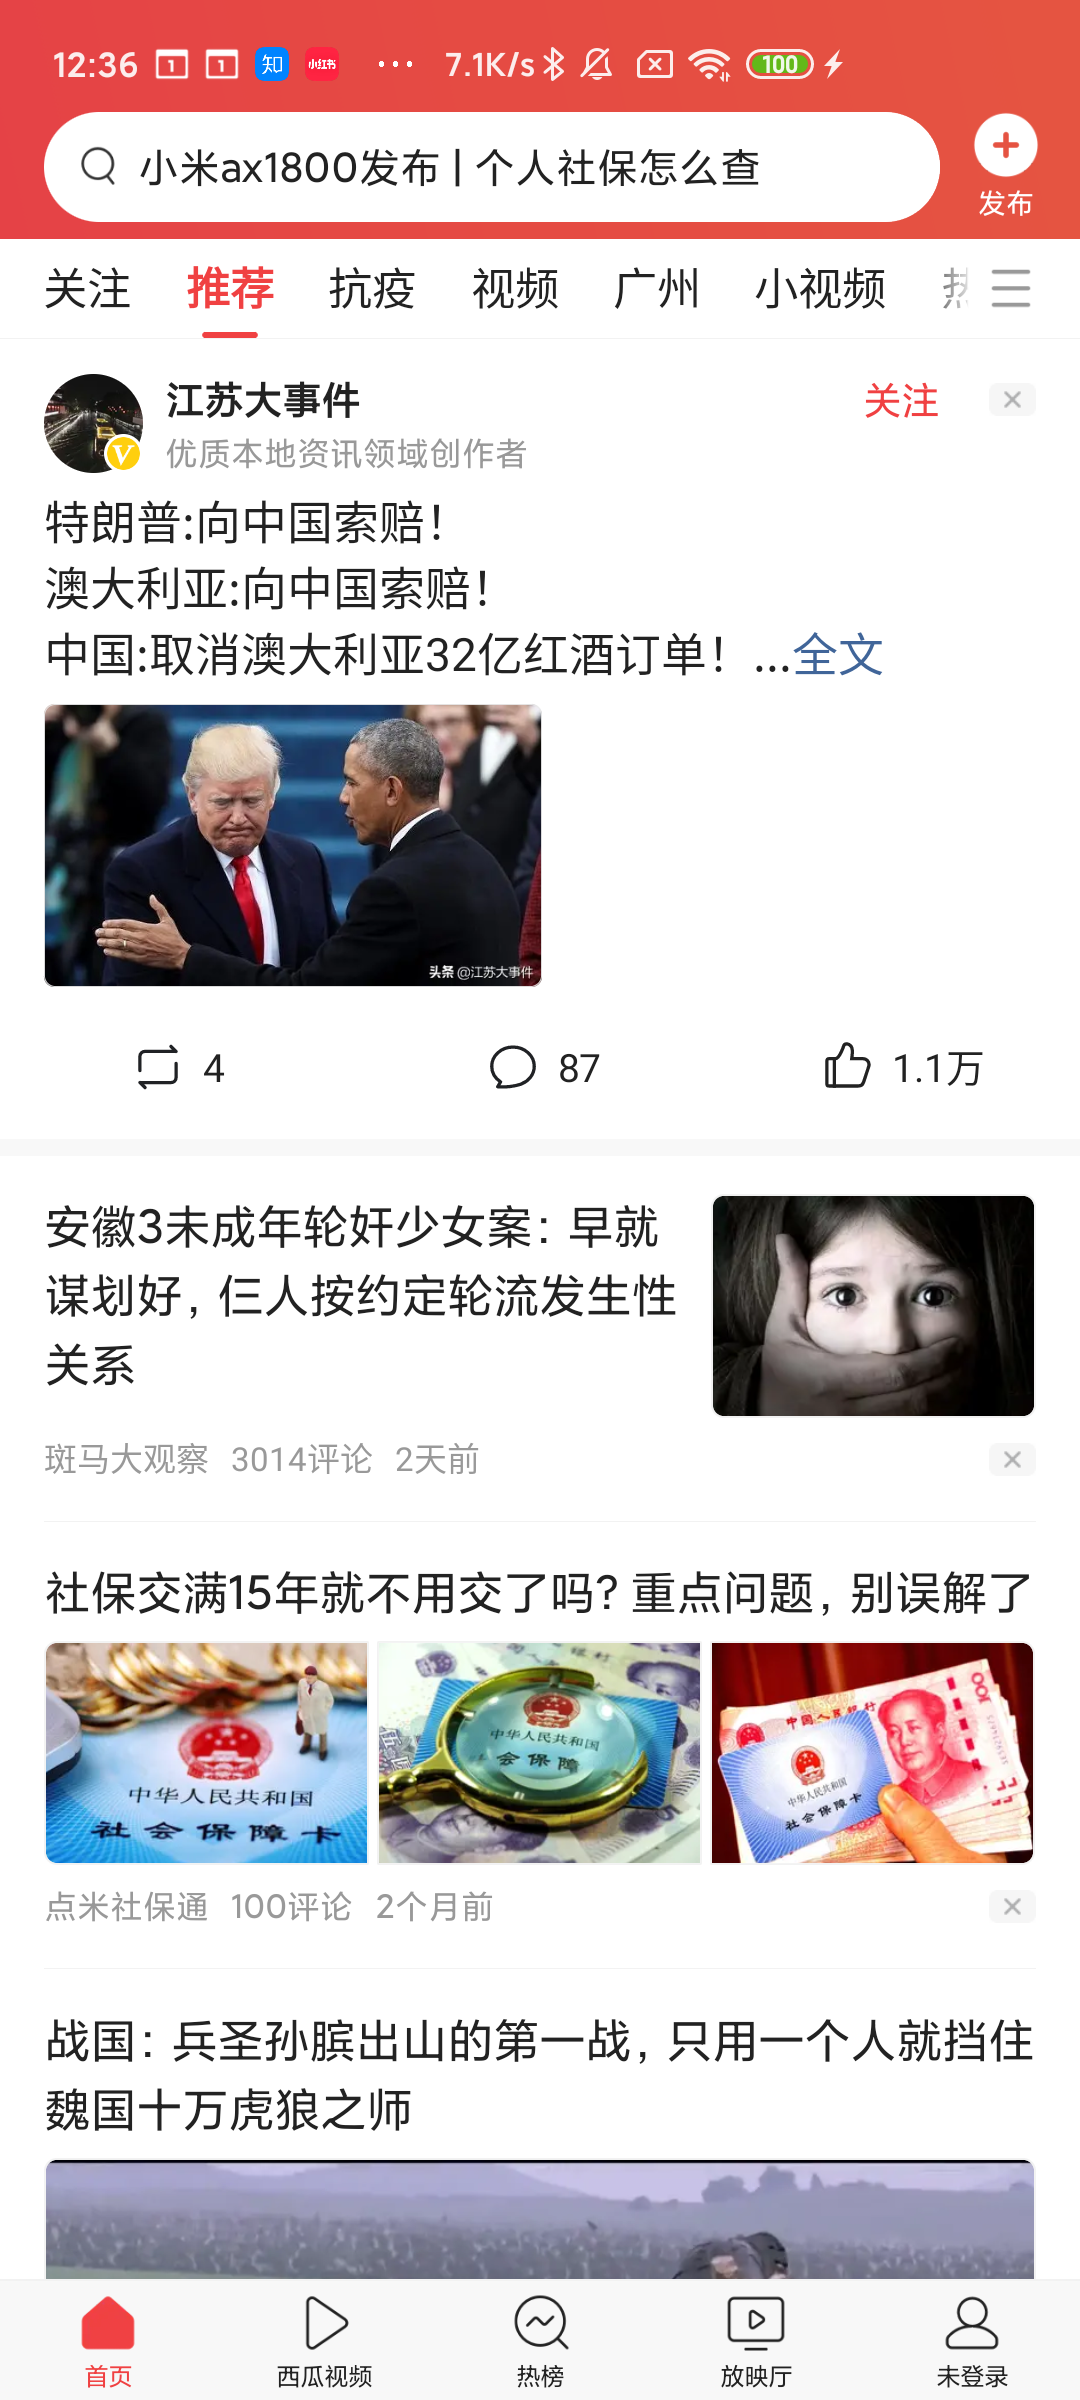 12:36 1 1 知 小红书 ... 7.1K/s 100
小米ax1800发布 | 个人社保怎么查
发布
关注 推荐 抗疫 视频 广州 小视频
江苏大事件 关注
优质本地资讯领域创作者
特朗普:向中国索赔！
澳大利亚:向中国索赔！
中国:取消澳大利亚32亿红酒订单！...全文
头条 @江苏大事件
4 87 1.1万
安徽3未成年轮奸少女案：早就
谋划好，仨人按约定轮流发生性
关系
斑马大观察 3014评论 2天前
社保交满15年就不用交了吗？重点问题，别误解了
中华人民共和国
社会保障卡
中华人民共和国
会保障
中国人民银行
100
中华人民共和国
社会保障卡
点米社保通 100评论 2个月前
战国：兵圣孙膑出山的第一战，只用一个人就挡住
魏国十万虎狼之师
首页 西瓜视频 热榜 放映厅 未登录